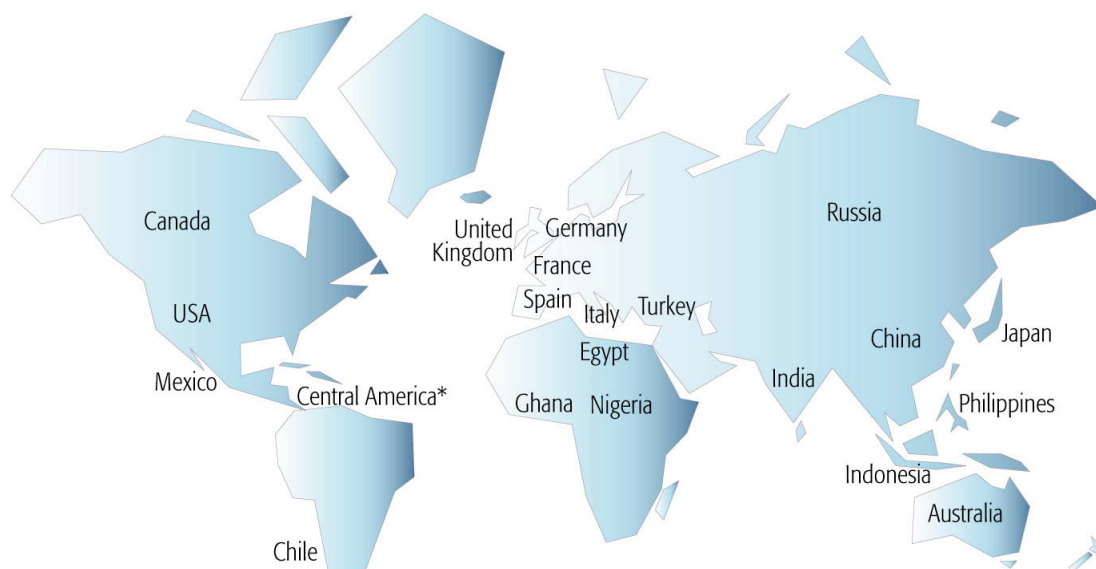 Canada
Russia
United
Kingdom
Germany
France
Spain
Italy
Turkey
USA
China
Japan
Egypt
Mexico
India
Central America*
Ghana
Nigeria
Philippines
Indonesia
Australia
Chile